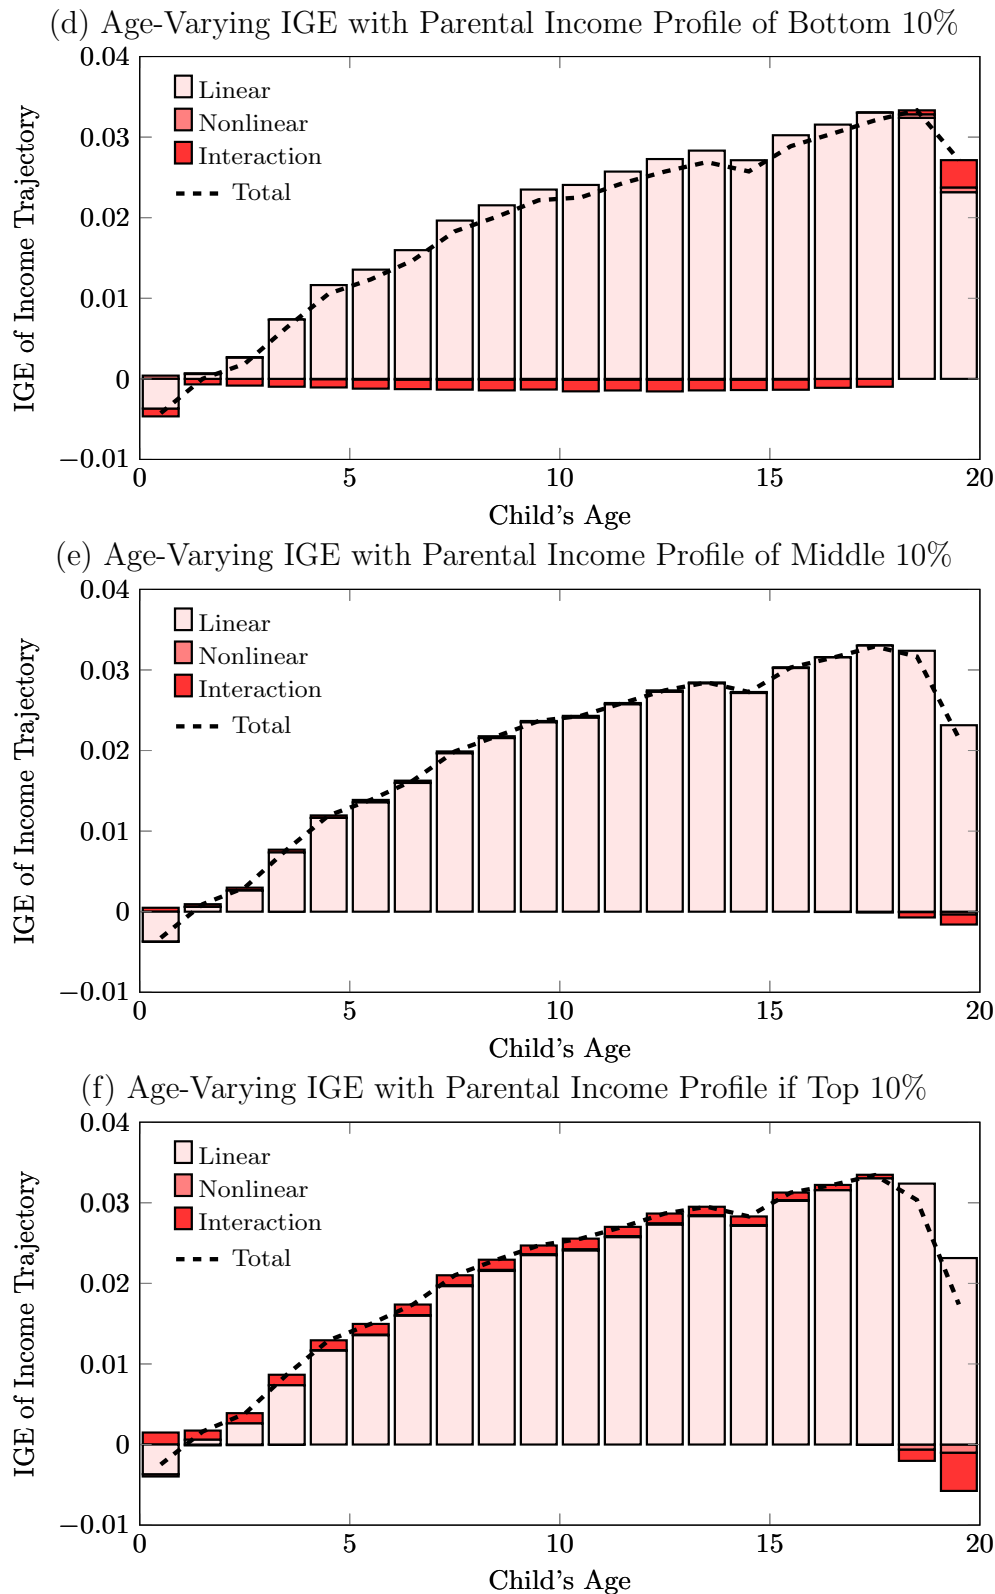 (d) Age-Varying IGE with Parental Income Profile of Bottom 10%
IGE of Income Trajectory
0.04
0.03
0.02
0.01
0
−0.01
Linear
Nonlinear
Interaction
Total
0 5 10 15 20
Child's Age
(e) Age-Varying IGE with Parental Income Profile of Middle 10%
IGE of Income Trajectory
0.04
0.03
0.02
0.01
0
−0.01
Linear
Nonlinear
Interaction
Total
0 5 10 15 20
Child's Age
(f) Age-Varying IGE with Parental Income Profile if Top 10%
IGE of Income Trajectory
0.04
0.03
0.02
0.01
0
−0.01
Linear
Nonlinear
Interaction
Total
0 5 10 15 20
Child's Age